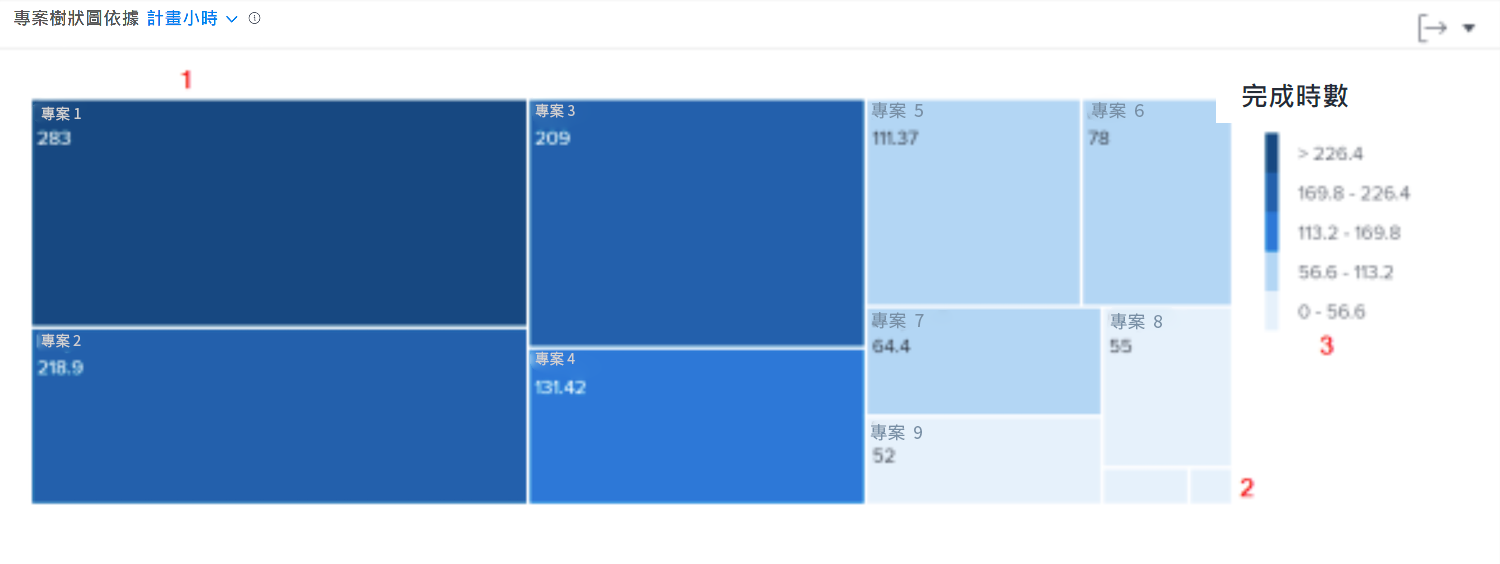 專案樹狀圖依據 計畫小時
1
完成時數
專案 1
283
專案 3
209
專案 5
111.37
專案 6
78
> 226.4
169.8 - 226.4
113.2 - 169.8
56.6 - 113.2
0 - 56.6
3
專案 2
218.9
專案 4
131.42
專案 7
64.4
專案 8
55
專案 9
52
2